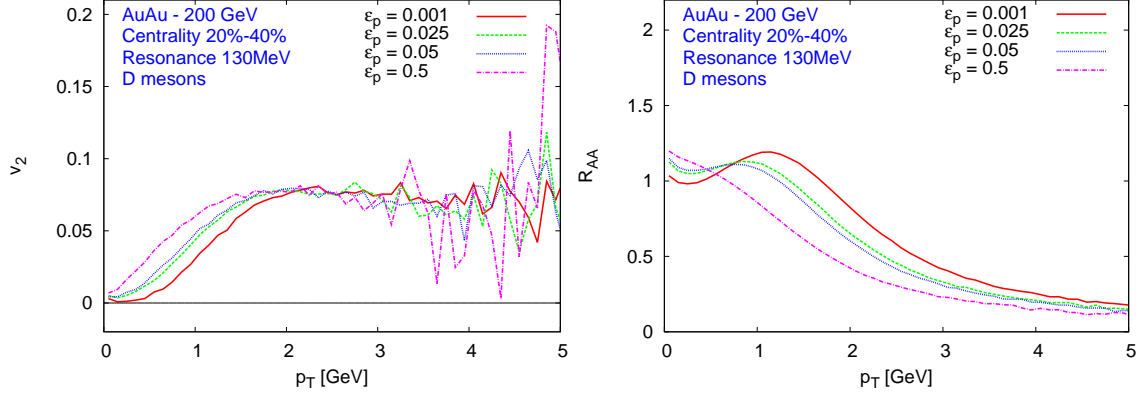 AuAu - 200 GeV
Centrality 20%-40%
Resonance 130MeV
D mesons
εp = 0.001
εp = 0.025
εp = 0.05
εp = 0.5
v2
0.2
0.15
0.1
0.05
0
0 1 2 3 4 5
pT [GeV]
AuAu - 200 GeV
Centrality 20%-40%
Resonance 130MeV
D mesons
εp = 0.001
εp = 0.025
εp = 0.05
εp = 0.5
RAA
2
1.5
1
0.5
0
0 1 2 3 4 5
pT [GeV]